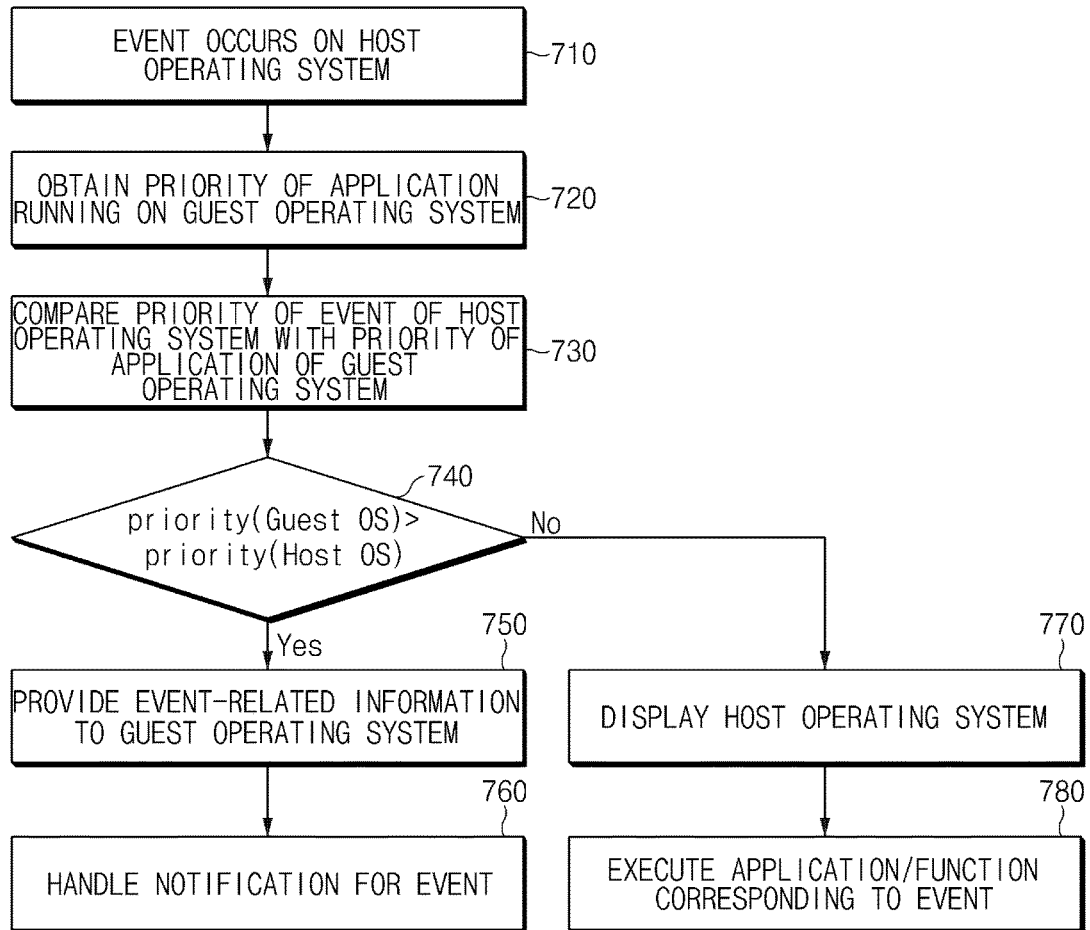 EVENT OCCURS ON HOST
OPERATING SYSTEM
710
OBTAIN PRIORITY OF APPLICATION
RUNNING ON GUEST OPERATING SYSTEM
720
COMPARE PRIORITY OF EVENT OF HOST
OPERATING SYSTEM WITH PRIORITY OF
APPLICATION OF GUEST
OPERATING SYSTEM
730
740
priority(Guest OS)>
priority(Host OS)
No
Yes
750
PROVIDE EVENT-RELATED INFORMATION
TO GUEST OPERATING SYSTEM
770
DISPLAY HOST OPERATING SYSTEM
760
HANDLE NOTIFICATION FOR EVENT
780
EXECUTE APPLICATION/FUNCTION
CORRESPONDING TO EVENT